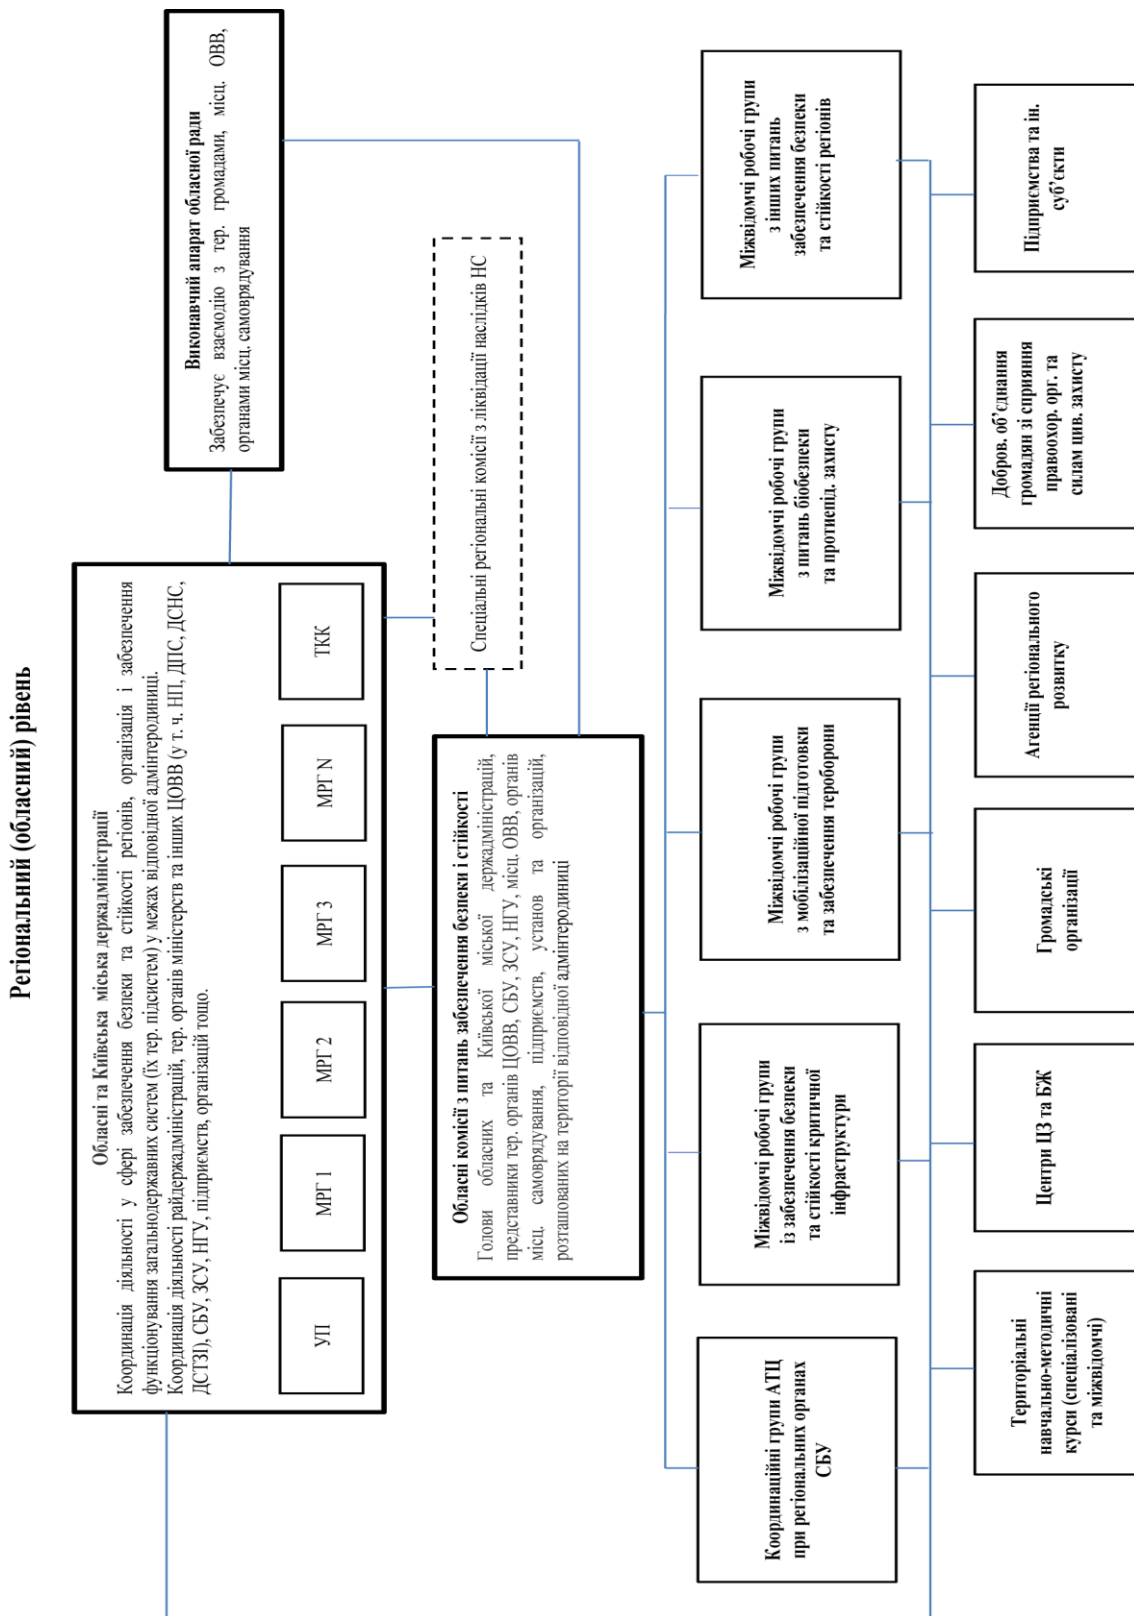 Регіональний (обласний) рівень
Обласні та Київська міська держадміністрації
Координація діяльності у сфері забезпечення безпеки та стійкості регіонів, організація і забезпечення
функціонування загальнодержавних систем (їх тер. підсистем) у межах відповідної адмінтеродиниці.
Координація діяльності райдержадміністрацій, тер. органів міністерств та інших ЦОВВ (у т. ч. НП, ДПС, ДСНС,
ДСТЗІ), СБУ, ЗСУ, НГУ, підприємств, організацій тощо.
УП
МРГ 1
МРГ 2
МРГ 3
МРГ N
ТКК
Виконавчий апарат обласної ради
Забезпечує взаємодію з тер. громадами, місц. ОВВ,
органами місц. самоврядування
Обласні комісії з питань забезпечення безпеки і стійкості
Голови обласних та Київської міської держадміністрацій,
представники тер. органів ЦОВВ, СБУ, ЗСУ, НГУ, місц. ОВВ, органів
місц. самоврядування, підприємств, установ та організацій,
розташованих на території відповідної адмінтеродиниці
Спеціальні регіональні комісії з ліквідації наслідків НС
Координаційні групи АТЦ
при регіональних органах
СБУ
Міжвідомчі робочі групи
із забезпечення безпеки
та стійкості критичної
інфраструктури
Міжвідомчі робочі групи
з мобілізаційної підготовки
та забезпечення тероборони
Міжвідомчі робочі групи
з питань біобезпеки
та протиепід. захисту
Міжвідомчі робочі групи
з інших питань
забезпечення безпеки
та стійкості регіонів
Територіальні
навчально-методичні
курси (спеціалізовані
та міжвідомчі)
Центри ЦЗ та БЖ
Громадські
організації
Агенції регіонального
розвитку
Добров. об’єднання
громадян зі сприяння
правоохор. орг. та
силам цив. захисту
Підприємства та ін.
суб’єкти